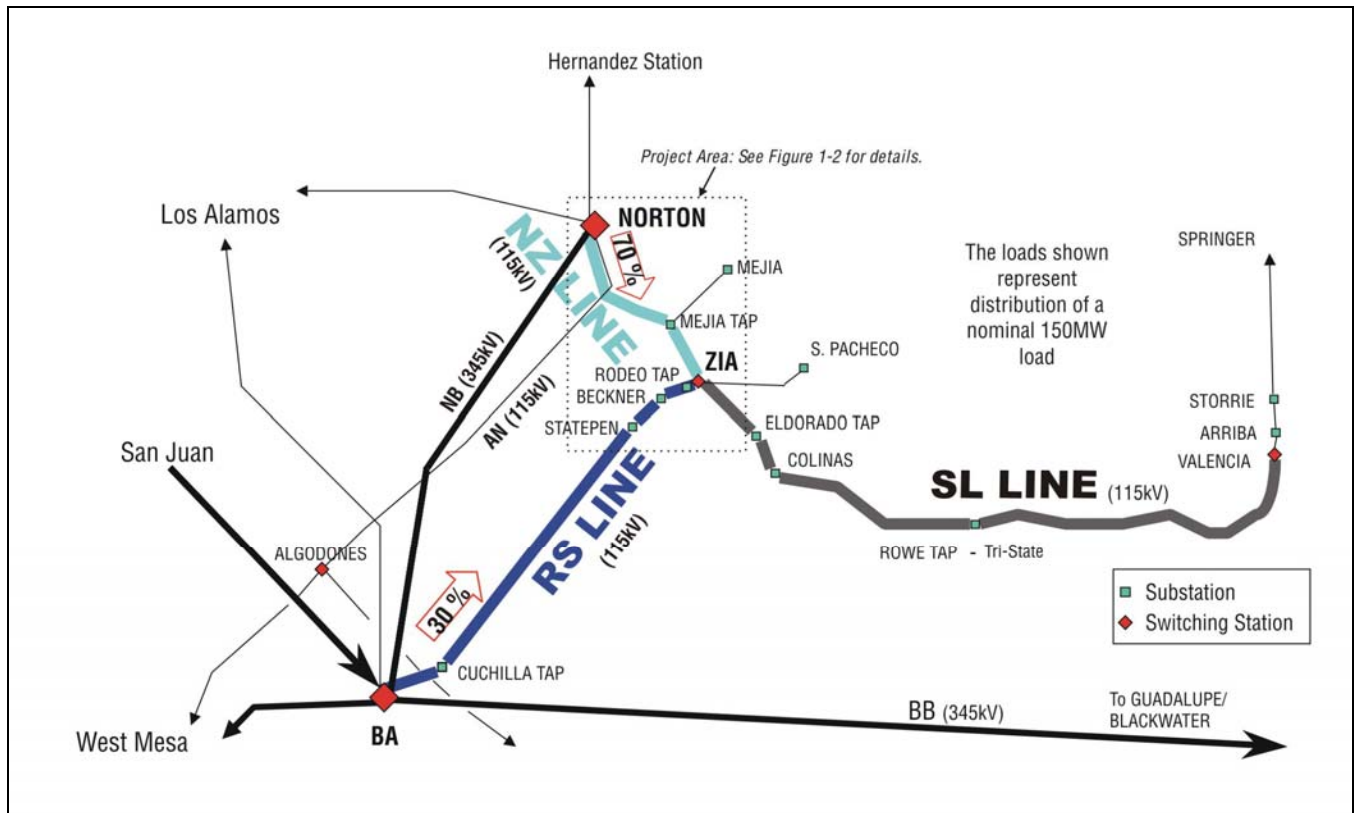 Hernandez Station
Project Area: See Figure 1-2 for details.
Los Alamos
NORTON
NZ LINE
(115kV)
70 %
MEJIA
The loads shown
represent
distribution of a
nominal 150MW
load
SPRINGER
MEJIA TAP
ZIA
S. PACHECO
NB (345kV)
AN (115kV)
RODEO TAP
BECKNER
STATEPEN
ELDORADO TAP
COLINAS
STORRIE
ARRIBA
VALENCIA
San Juan
SL LINE (115kV)
RS LINE
(115kV)
ROWE TAP - Tri-State
ALGODONES
30 %
Substation
Switching Station
CUCHILLA TAP
BA
West Mesa
BB (345kV)
To GUADALUPE/
BLACKWATER